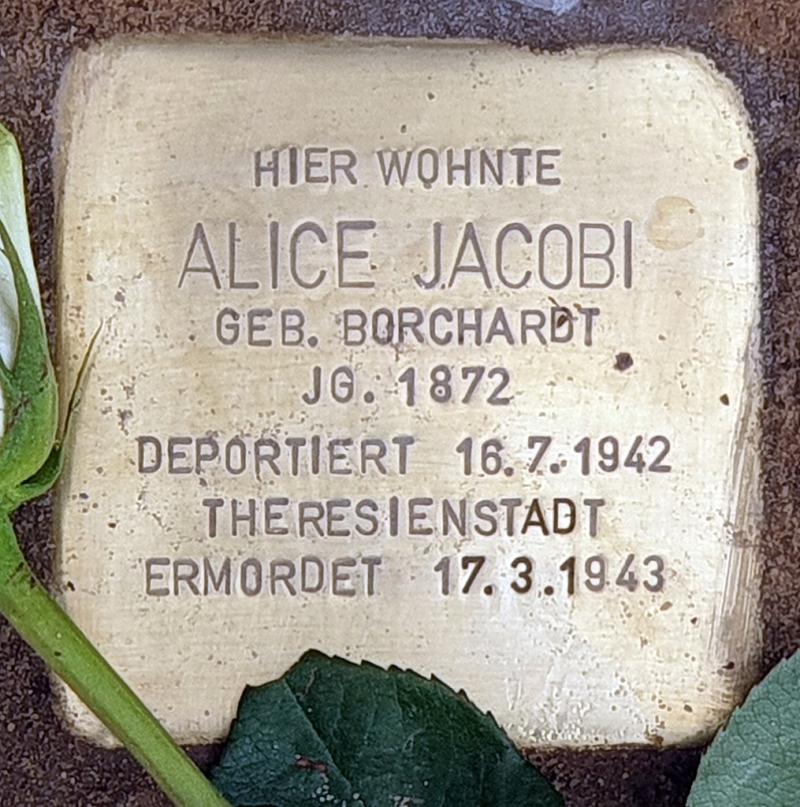 HIER WOHNTE
ALICE JACOBI
GEB. BORCHARDT
JG. 1872
DEPORTIERT 16.7.1942
THERESIENSTADT
ERMORDET 17.3.1943